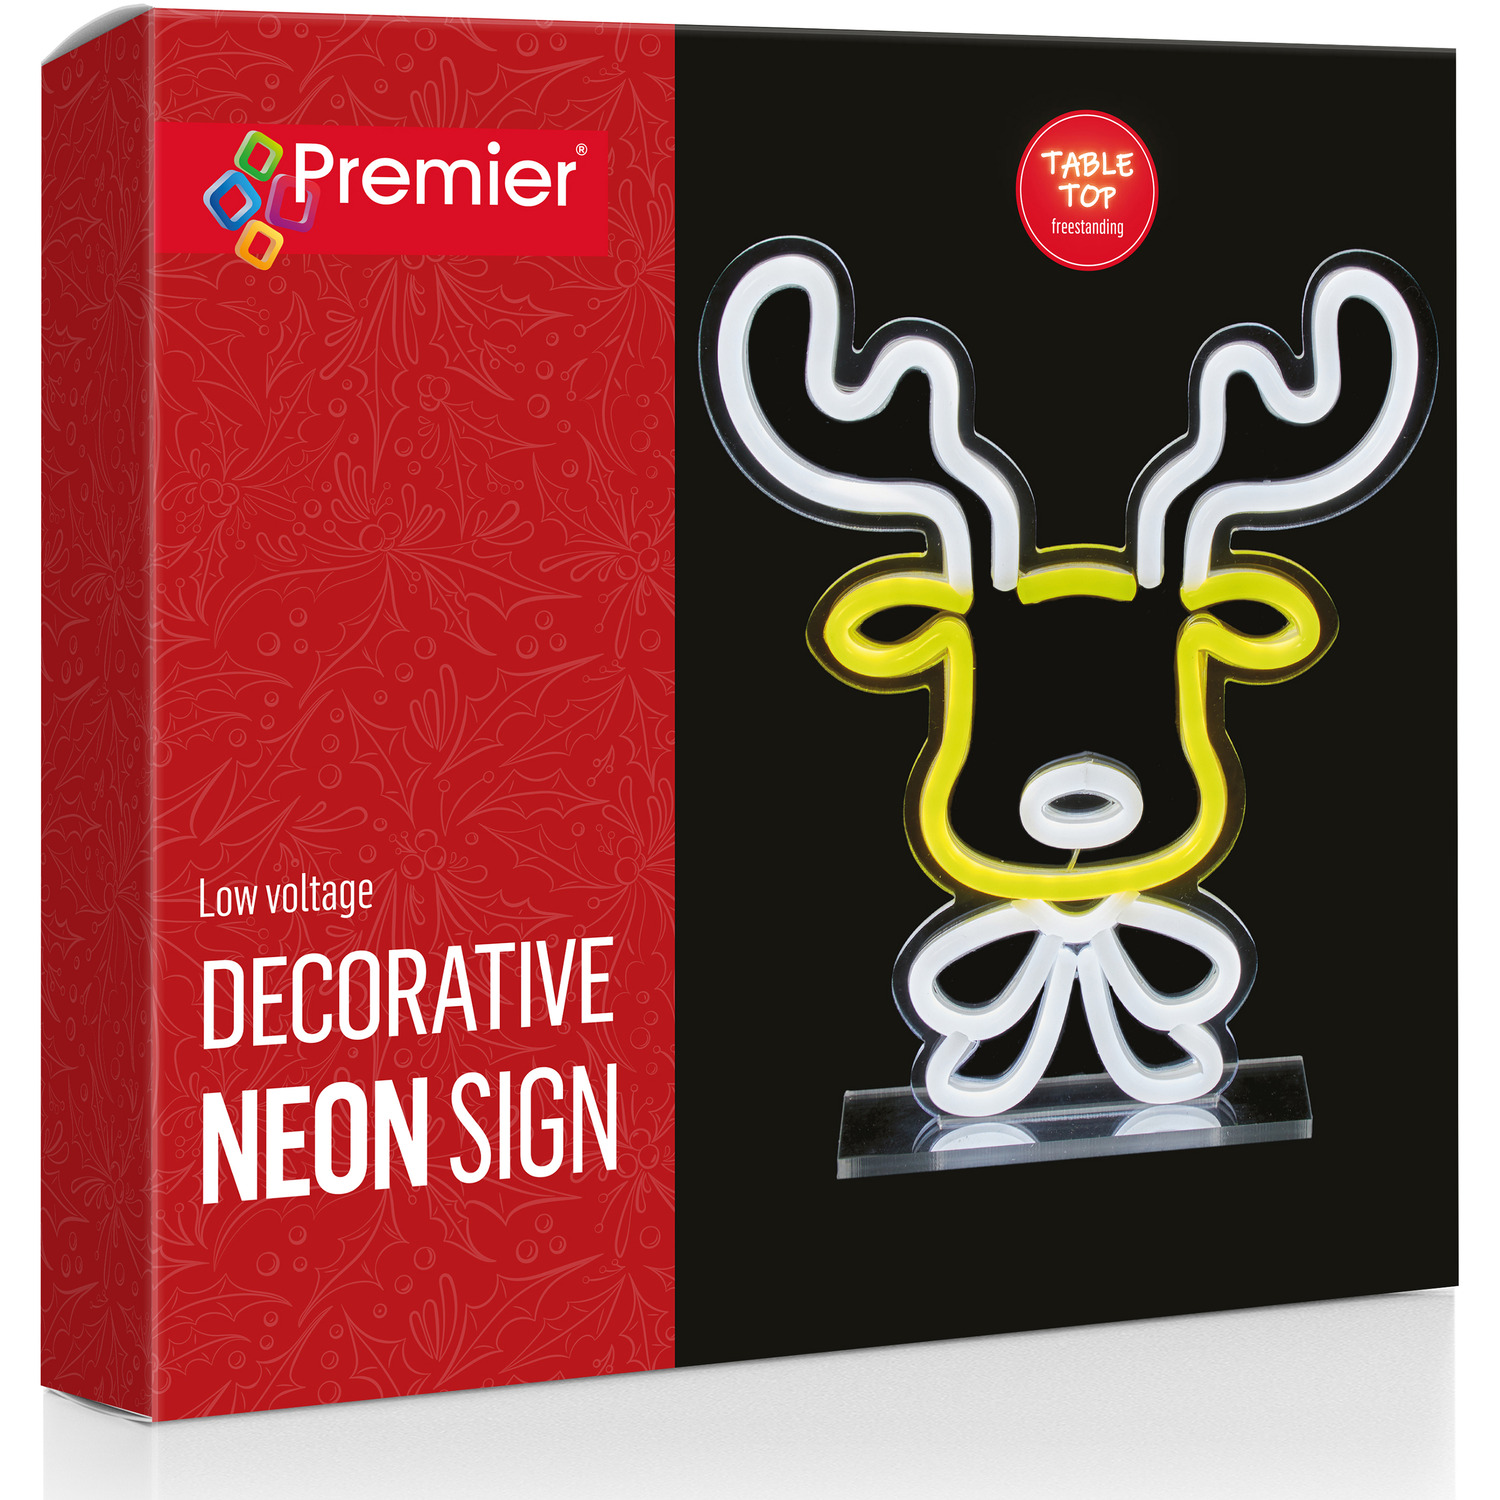 Premier®
TABLE
TOP
freestanding
Low voltage
DECORATIVE
NEON SIGN